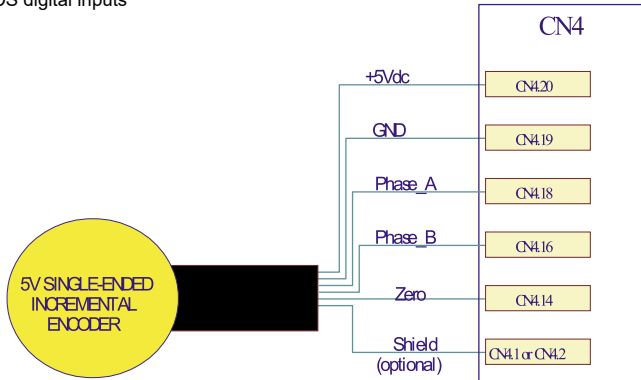 digital inputs
CN4
+5Vdc
CN4.20
GND
CN4.19
Phase_A
CN4.18
Phase_B
CN4.16
5V SINGLE-ENDED
INCREMENTAL
ENCODER
Zero
CN4.14
Shield
(optional)
CN4.1 or CN4.2